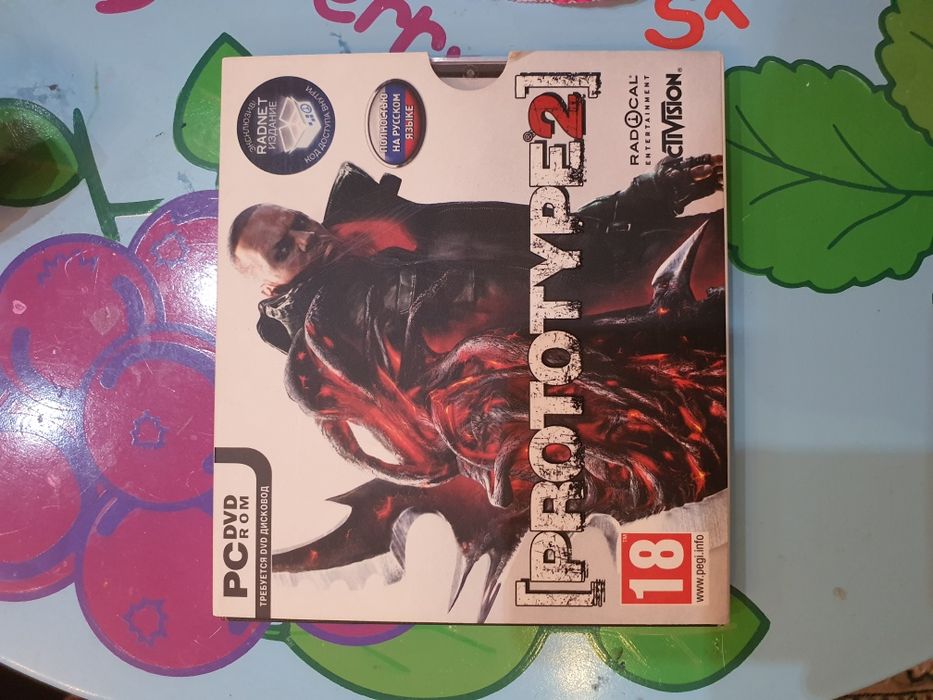 PC DVD
ROM
ТРЕБУЕТСЯ DVD ДИСКОВОД
ЭКСКЛЮЗИВ!
RADNET
ИЗДАНИЕ
КОД ДОСТУПА ВНУТРИ
ПОЛНОСТЬЮ
НА РУССКОМ
ЯЗЫКЕ
[PROTOTYPE®2]
18™
www.pegi.info
RADICAL
ENTERTAINMENT
ACTIVISION®